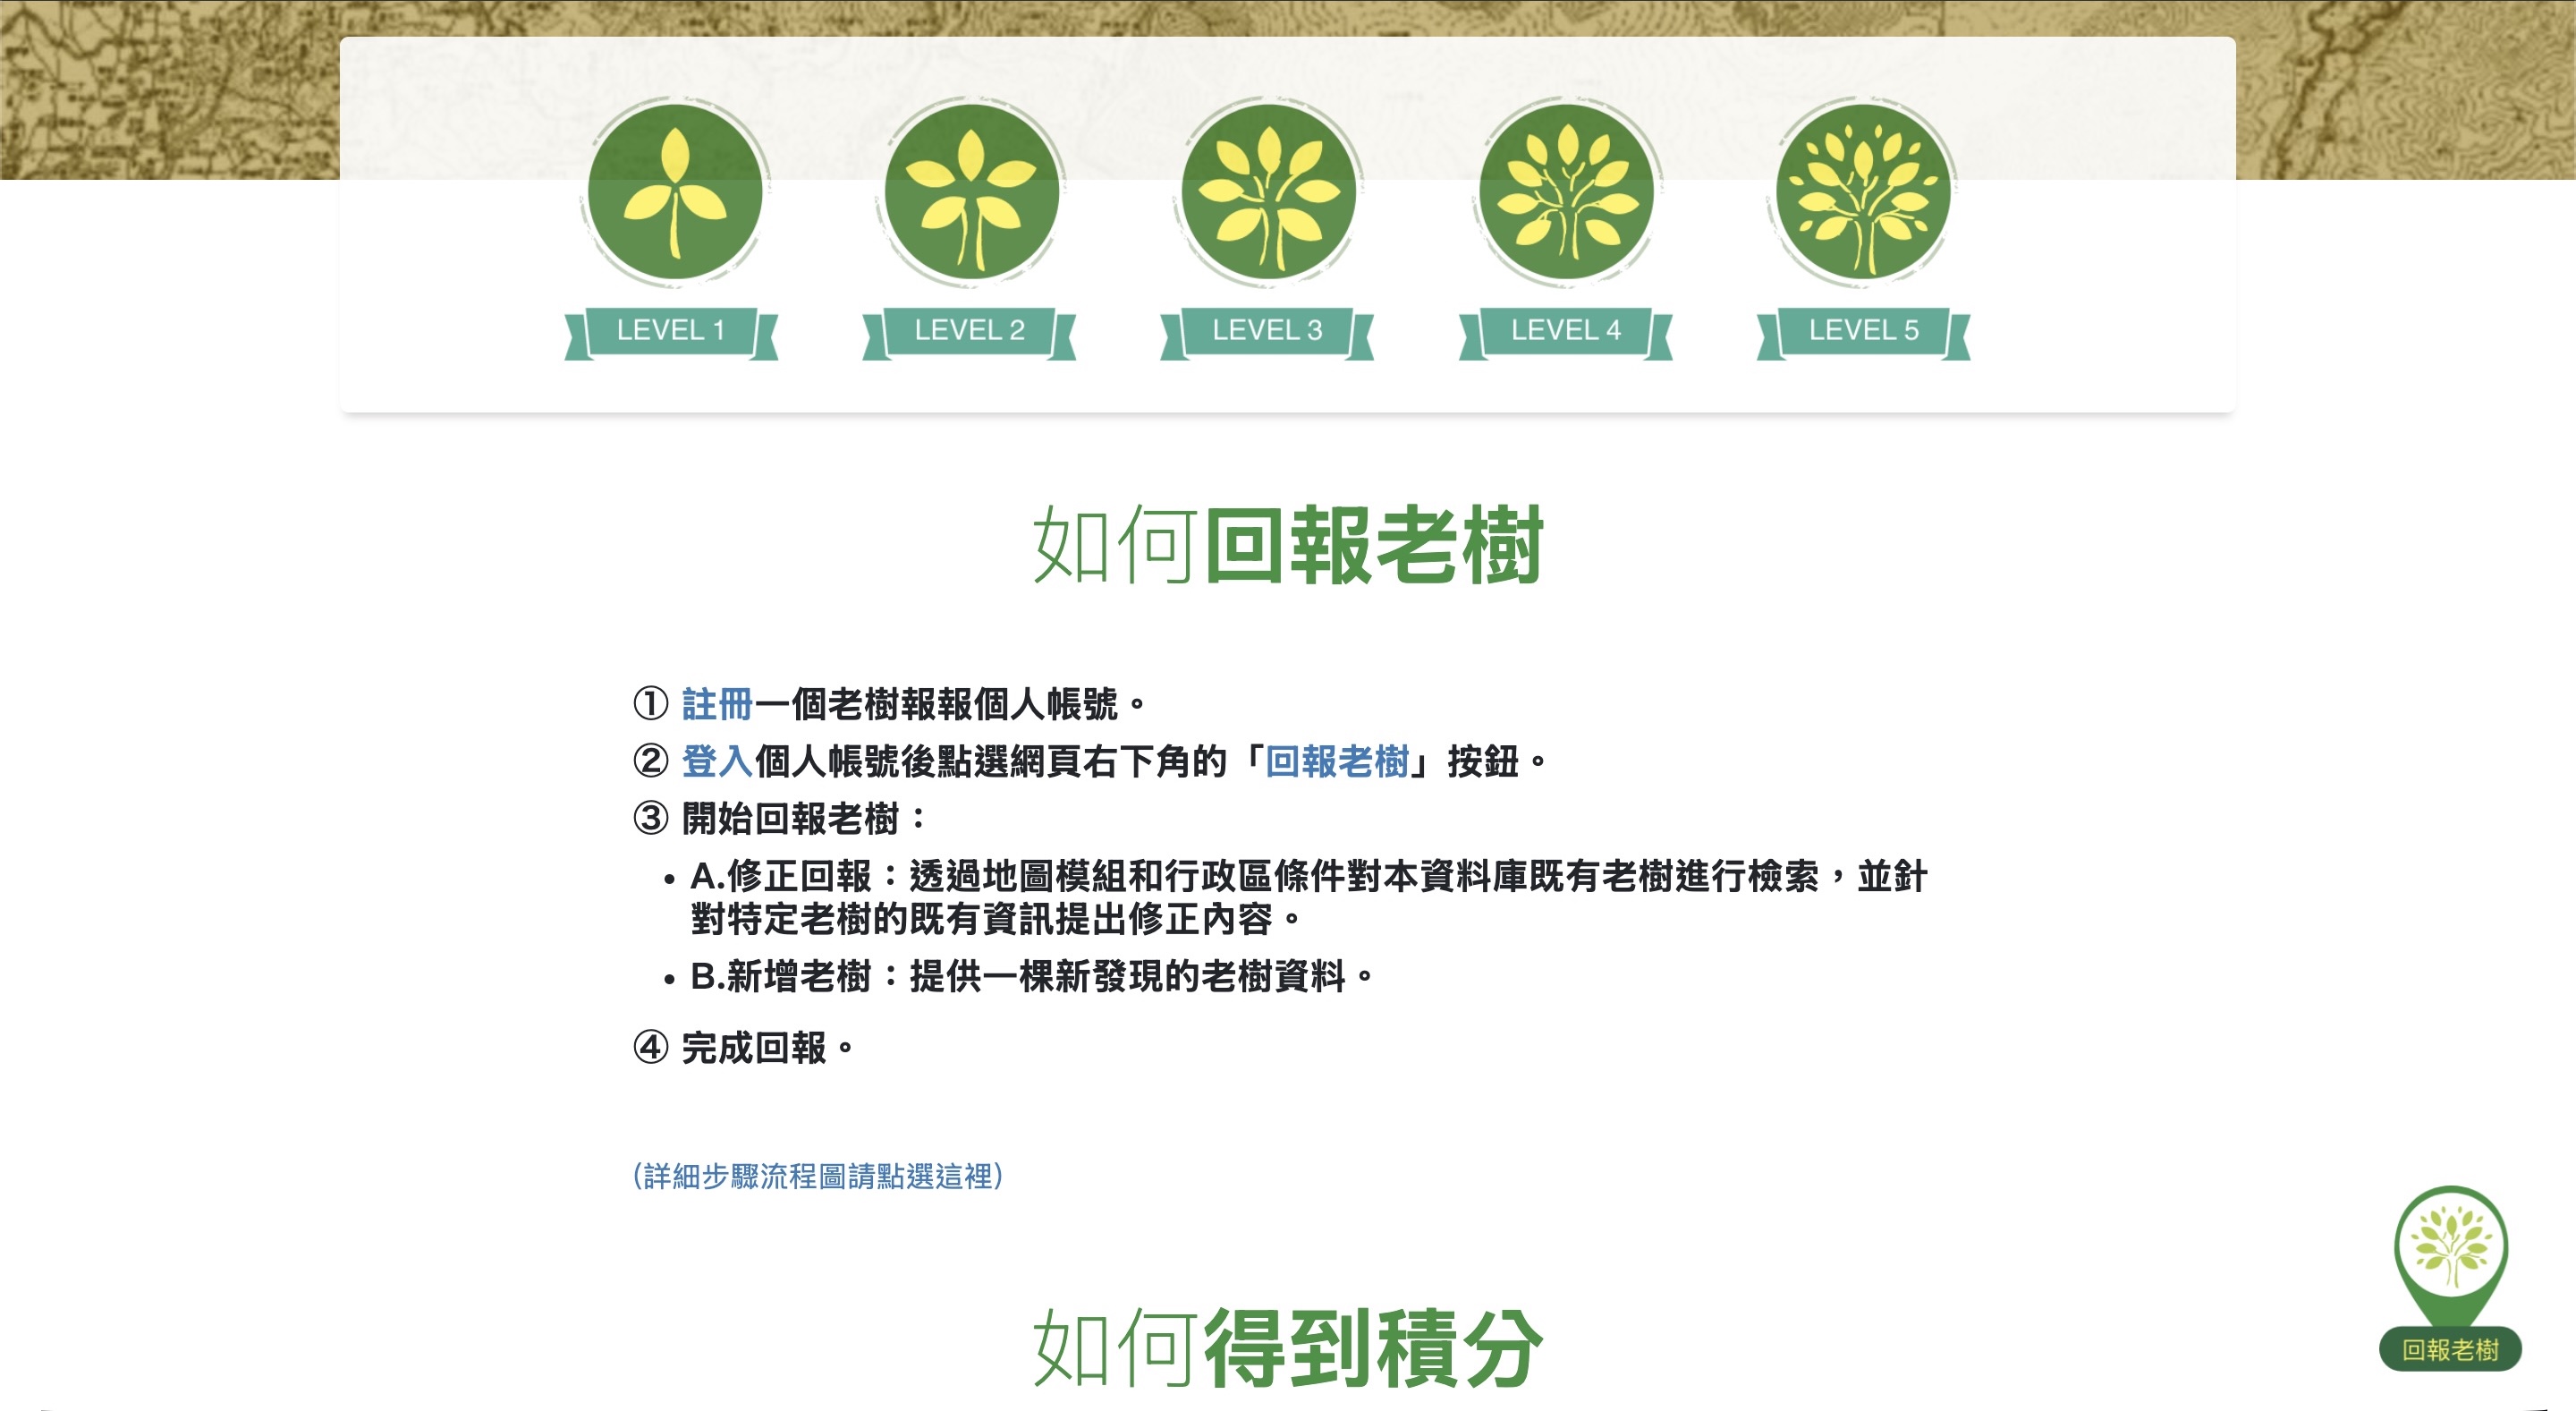 LEVEL 1
LEVEL 2
LEVEL 3
LEVEL 4
LEVEL 5
如何回報老樹
① 註冊一個老樹報報個人帳號。
② 登入個人帳號後點選網頁右下角的「回報老樹」按鈕。
③ 開始回報老樹：
• A.修正回報：透過地圖模組和行政區條件對本資料庫既有老樹進行檢索，並針
對特定老樹的既有資訊提出修正內容。
• B.新增老樹：提供一棵新發現的老樹資料。
④ 完成回報。
(詳細步驟流程圖請點選這裡)
回報老樹
如何得到積分